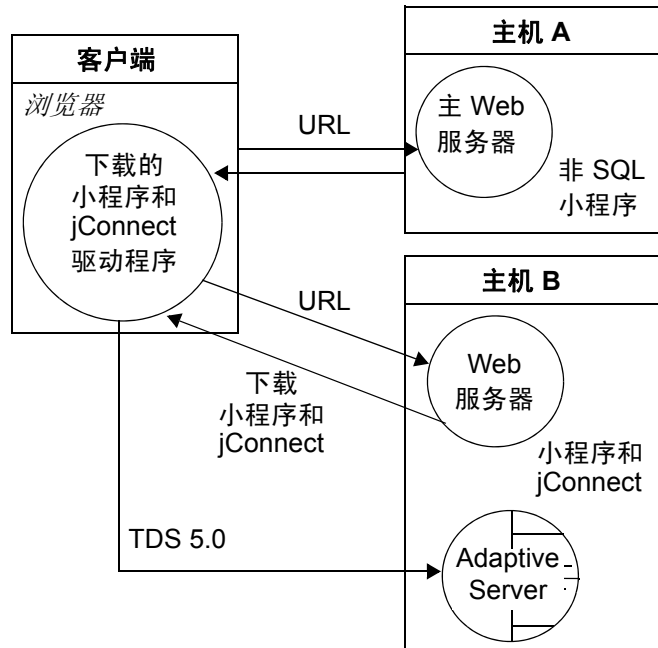 客户端
浏览器
下载的
小程序和
jConnect
驱动程序
URL
主机 A
主 Web
服务器
非 SQL
小程序
URL
下载
小程序和
jConnect
主机 B
Web
服务器
小程序和
jConnect
TDS 5.0
Adaptive
Server